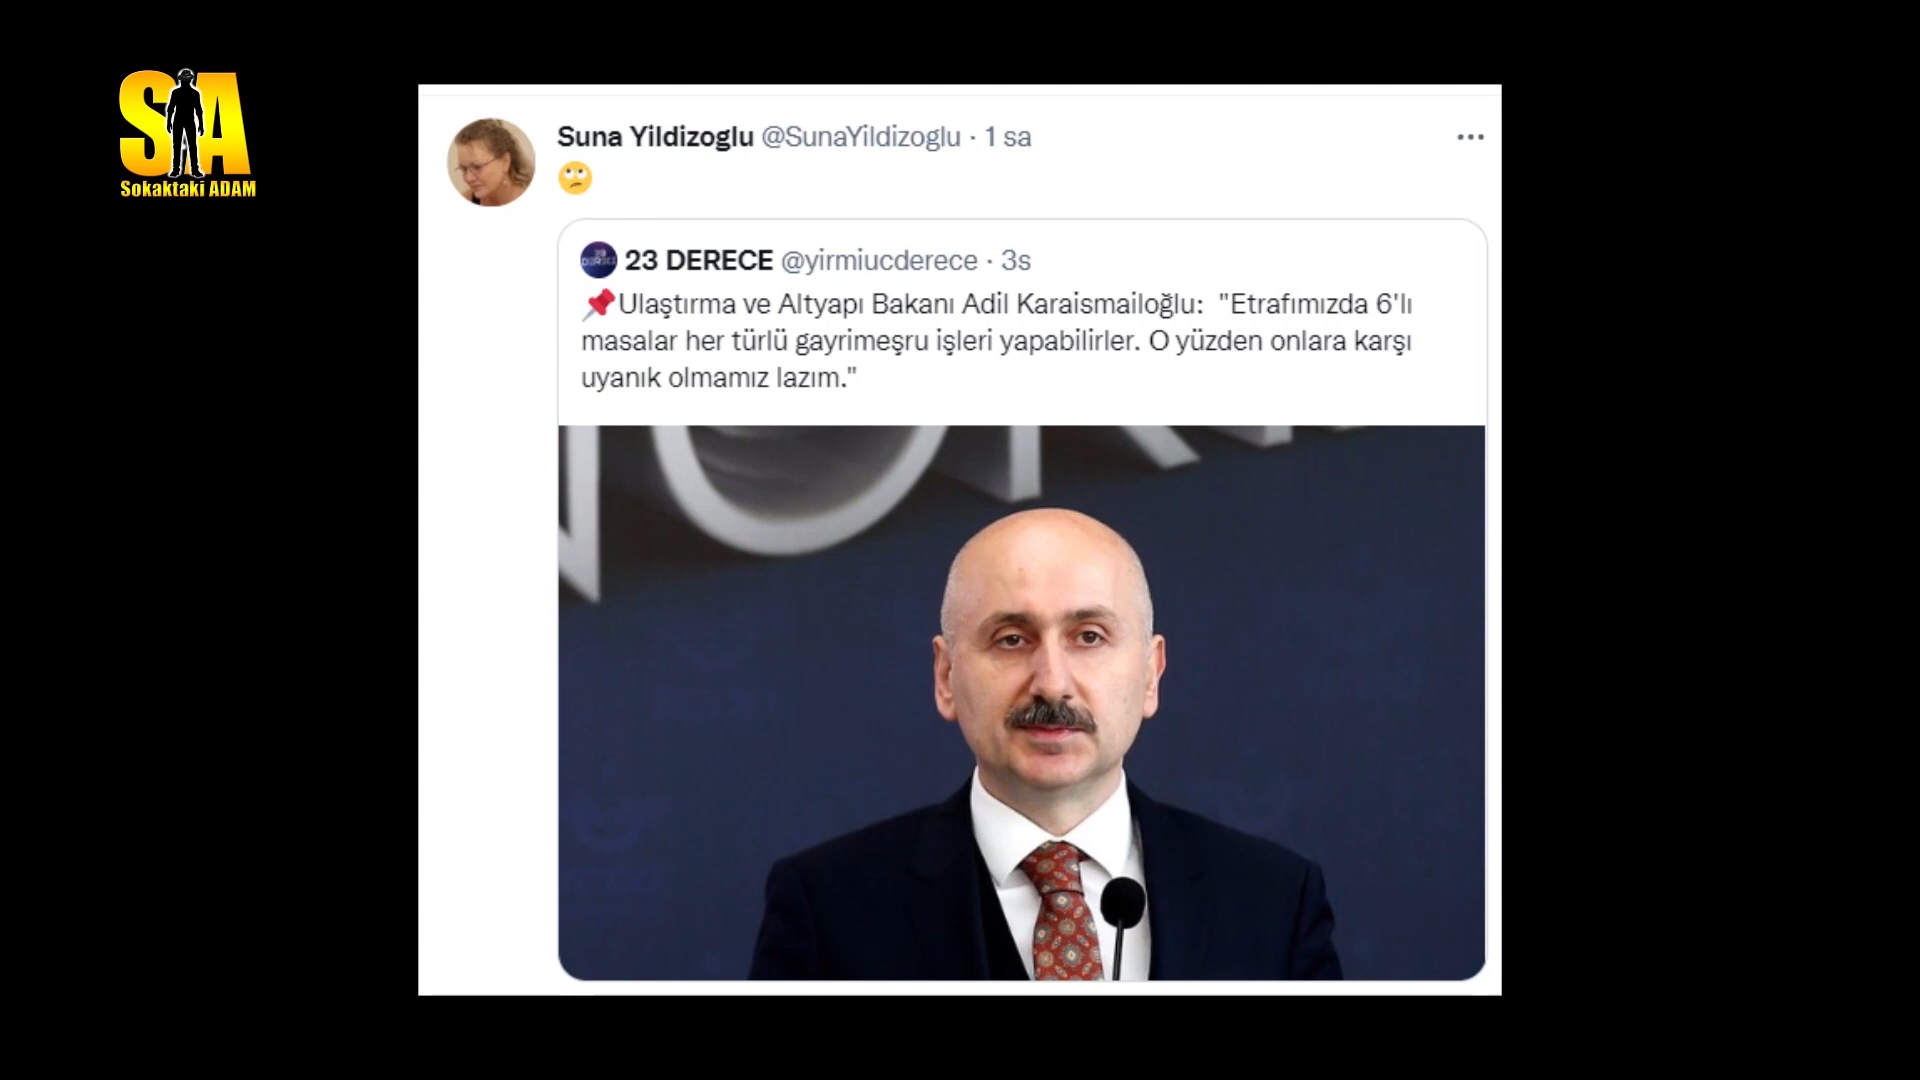 SA
Sokaktaki ADAM
Suna Yildizoglu @SunaYildizoglu · 1 sa
🙄
23 DERECE @yirmiucderece · 3s
📌Ulaştırma ve Altyapı Bakanı Adil Karaismailoğlu: "Etrafımızda 6'lı
masalar her türlü gayrimeşru işleri yapabilirler. O yüzden onlara karşı
uyanık olmamız lazım."